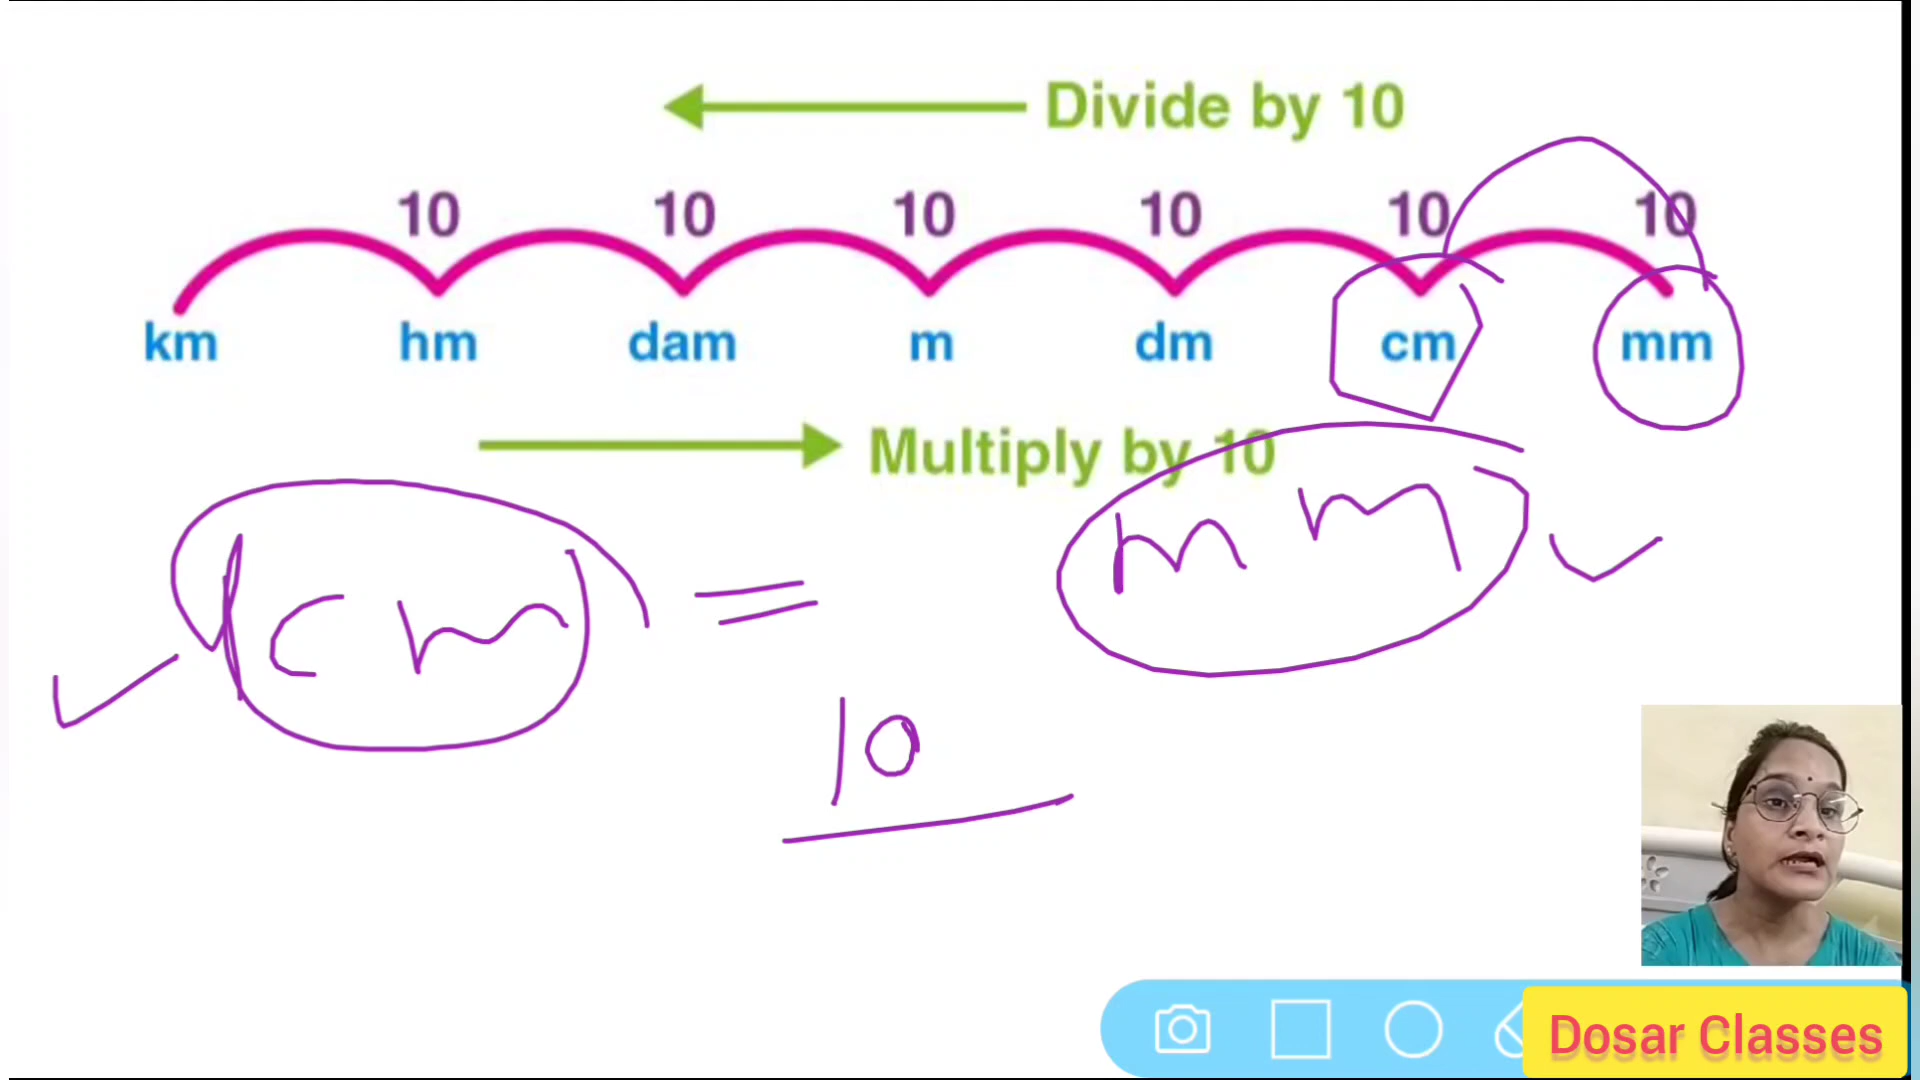 Divide by 10
10 10 10 10 10 10
km hm dam m dm cm mm
Multiply by 10
cm = mm
10
Dosar Classes